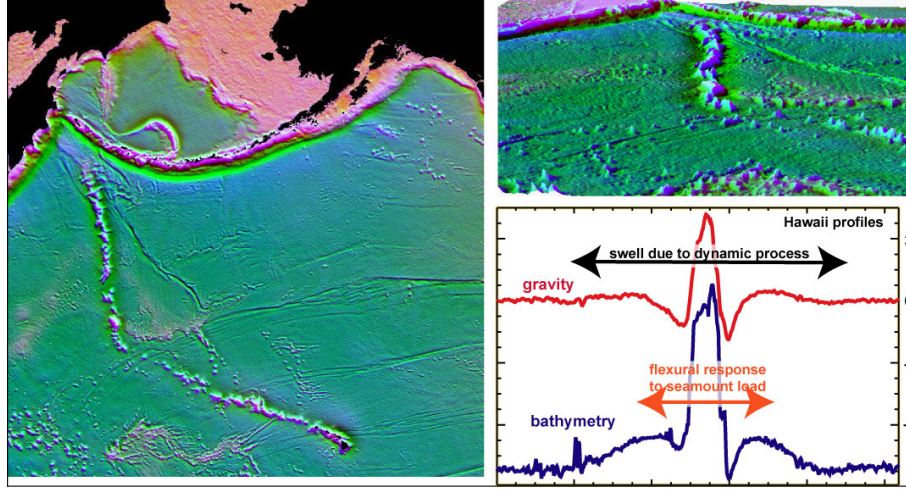 Hawaii profiles
swell due to dynamic process
gravity
flexural response
to seamount load
bathymetry